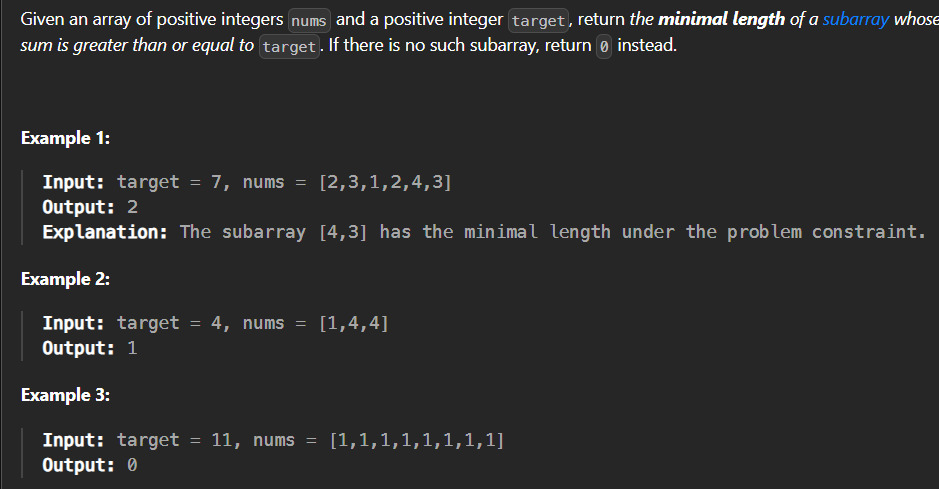 Given an array of positive integers nums and a positive integer target, return the minimal length of a subarray whose
sum is greater than or equal to target. If there is no such subarray, return 0 instead.
Example 1:
Input: target = 7, nums = [2,3,1,2,4,3]
Output: 2
Explanation: The subarray [4,3] has the minimal length under the problem constraint.
Example 2:
Input: target = 4, nums = [1,4,4]
Output: 1
Example 3:
Input: target = 11, nums = [1,1,1,1,1,1,1,1]
Output: 0